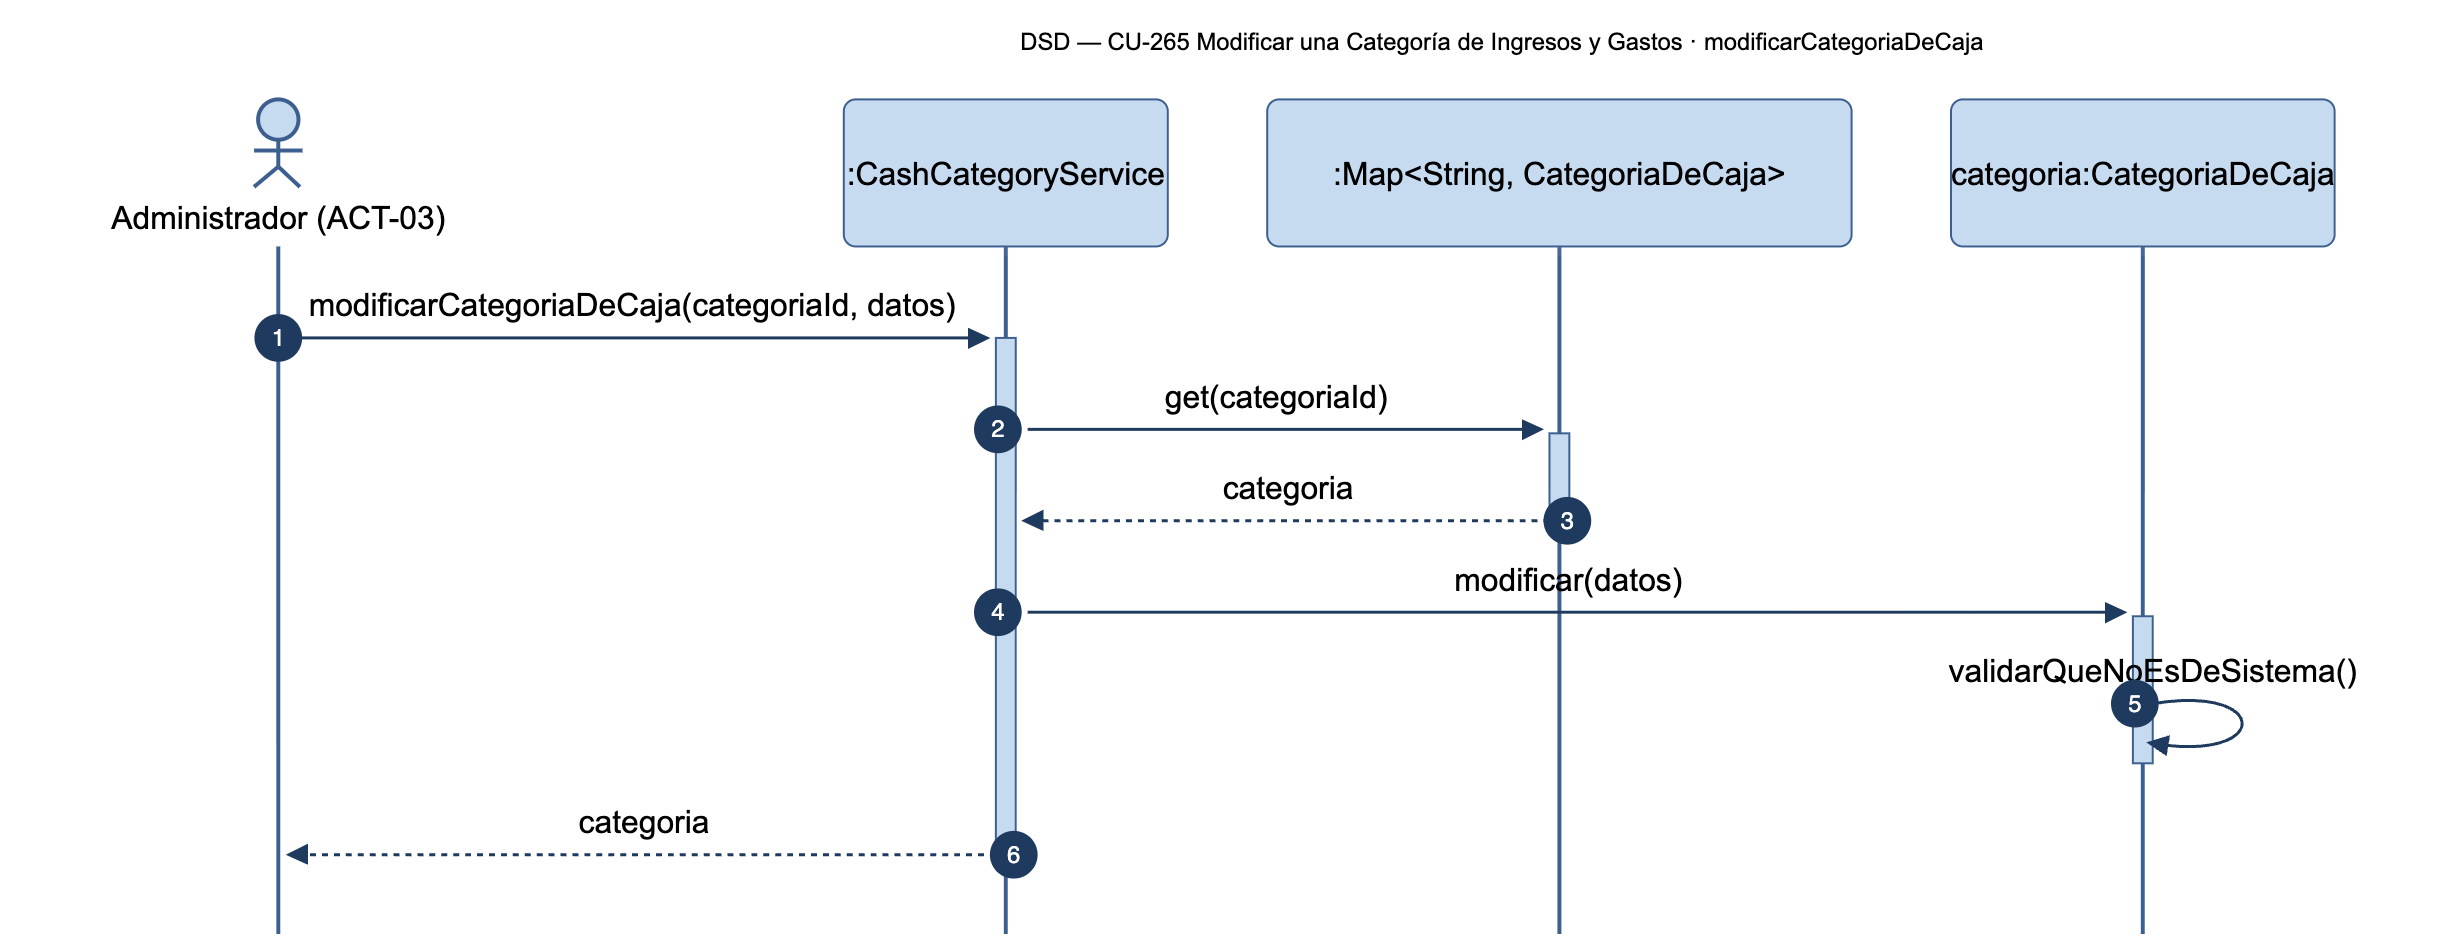 DSD — CU-265 Modificar una Categoría de Ingresos y Gastos · modificarCategoriaDeCaja
Administrador (ACT-03)
:CashCategoryService
:Map<String, CategoriaDeCaja>
categoria:CategoriaDeCaja
modificarCategoriaDeCaja(categoriaId, datos)
1
get(categoriaId)
2
categoria
3
modificar(datos)
4
validarQueNoEsDeSistema()
5
categoria
6